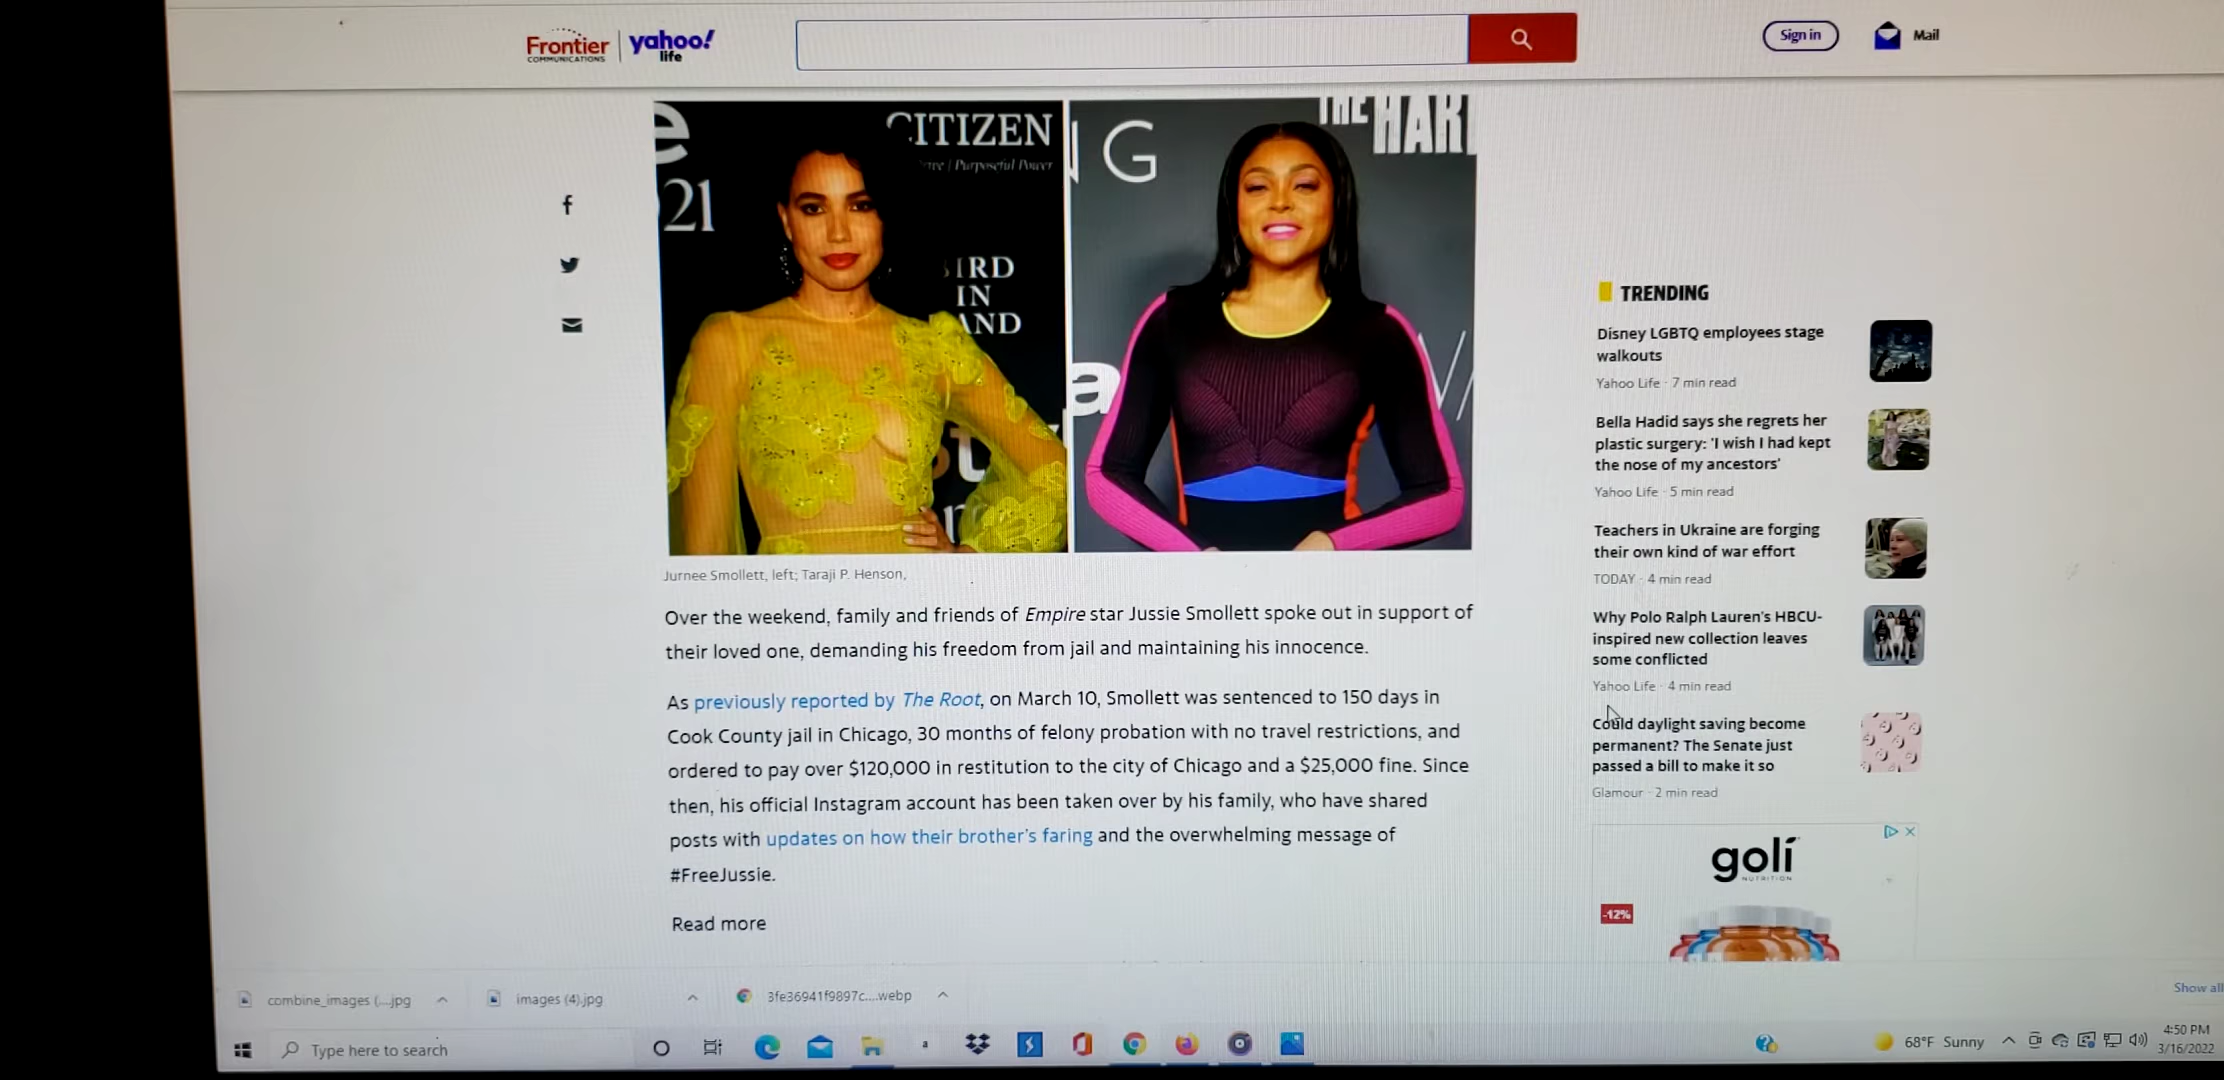 Frontier
COMMUNICATIONS
yahoo!
life
Sign in
Mail
e
21
CITIZEN
Purposeful Power
IRD
IN
AND
st
G
THE HAR
a
Jurnee Smollett, left; Taraji P. Henson,
Over the weekend, family and friends of Empire star Jussie Smollett spoke out in support of
their loved one, demanding his freedom from jail and maintaining his innocence.
As previously reported by The Root, on March 10, Smollett was sentenced to 150 days in
Cook County jail in Chicago, 30 months of felony probation with no travel restrictions, and
ordered to pay over $120,000 in restitution to the city of Chicago and a $25,000 fine. Since
then, his official Instagram account has been taken over by his family, who have shared
posts with updates on how their brother's faring and the overwhelming message of
#FreeJussie.
Read more
TRENDING
Disney LGBTQ employees stage
walkouts
Yahoo Life · 7 min read
Bella Hadid says she regrets her
plastic surgery: 'I wish I had kept
the nose of my ancestors'
Yahoo Life · 5 min read
Teachers in Ukraine are forging
their own kind of war effort
TODAY · 4 min read
Why Polo Ralph Lauren's HBCU-
inspired new collection leaves
some conflicted
Yahoo Life · 4 min read
Could daylight saving become
permanent? The Senate just
passed a bill to make it so
Glamour · 2 min read
goli
NUTRITION
-12%
combine_images (....jpg
images (4).jpg
3fe36941f9897c....webp
Show all
Type here to search
a
68°F Sunny
4:50 PM
3/16/2022